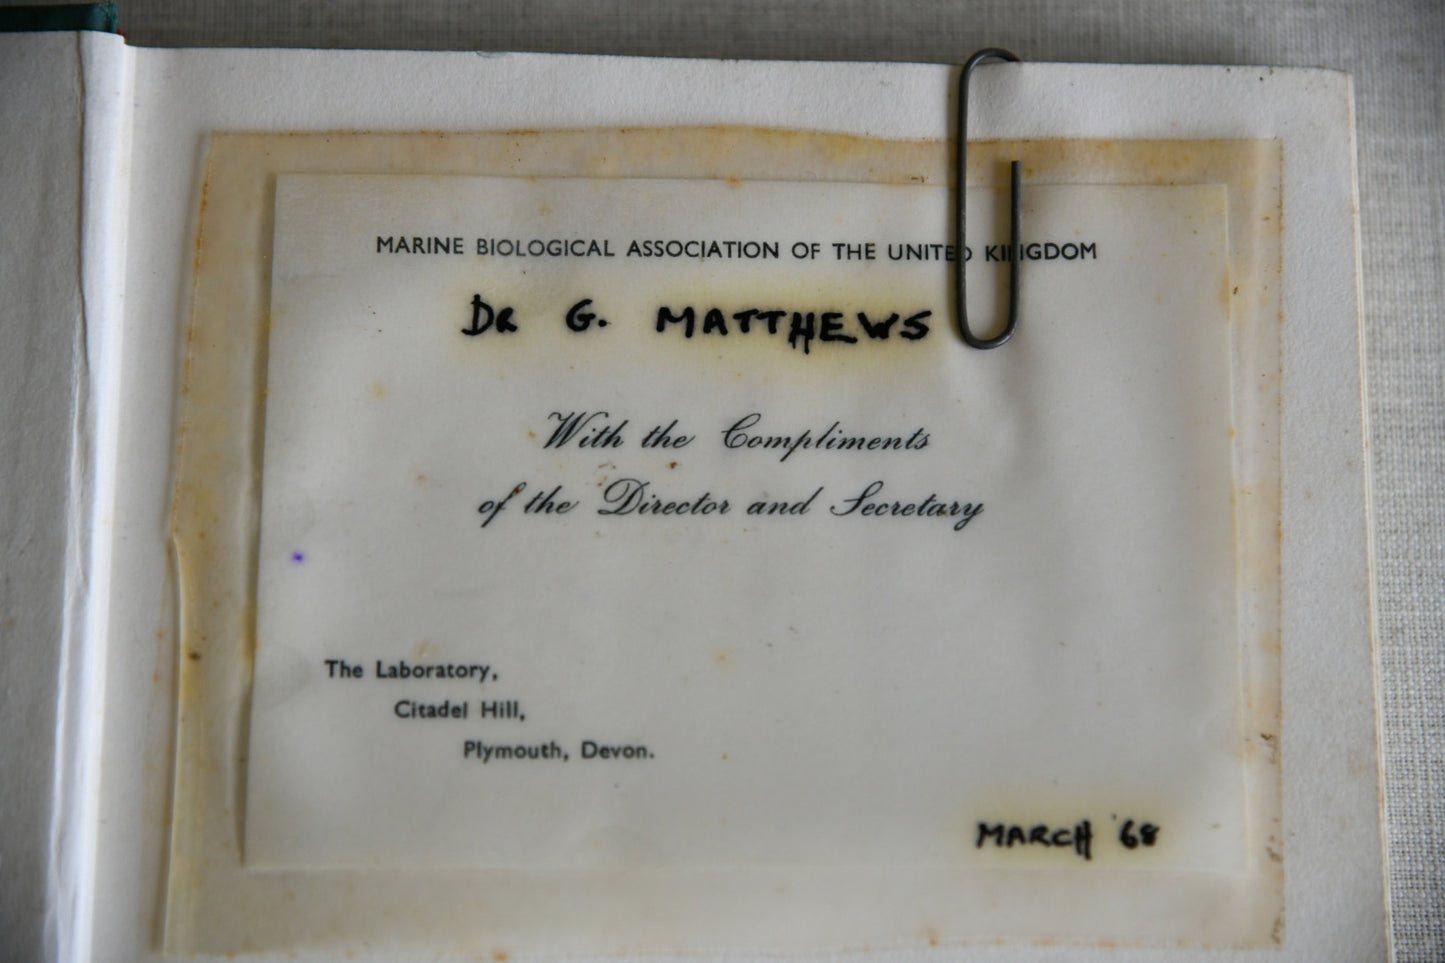 MARINE BIOLOGICAL ASSOCIATION OF THE UNITED KINGDOM
DR G. MATTHEWS
With the Compliments
of the Director and Secretary
The Laboratory,
Citadel Hill,
Plymouth, Devon.
MARCH '68